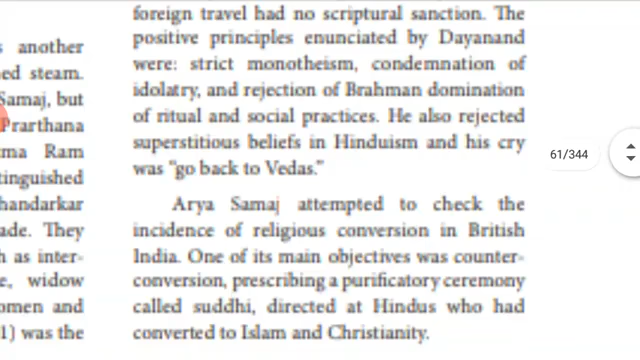 s another
ed steam.
Samaj, but
Prarthana
ma Ram
tinguished
handarkar
ade. They
h as inter-
e, widow
omen and
1) was the
foreign travel had no scriptural sanction. The
positive principles enunciated by Dayanand
were: strict monotheism, condemnation of
idolatry, and rejection of Brahman domination
of ritual and social practices. He also rejected
superstitious beliefs in Hinduism and his cry
was "go back to Vedas."
Arya Samaj attempted to check the
incidence of religious conversion in British
India. One of its main objectives was counter-
conversion, prescribing a purificatory ceremony
called suddhi, directed at Hindus who had
converted to Islam and Christianity.
61/344